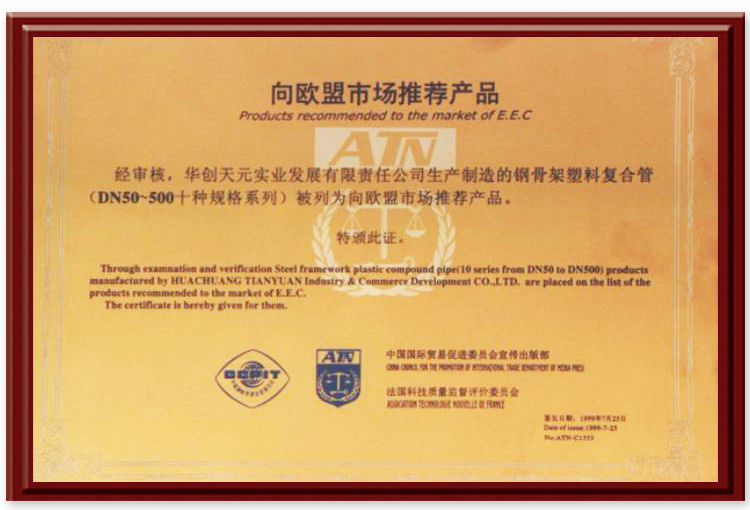 向欧盟市场推荐产品
Products recommended to the market of E.E.C
ATN
经审核，华创天元实业发展有限责任公司生产制造的钢骨架塑料复合管
（DN50~500十种规格系列）被列为向欧盟市场推荐产品。
特颁此证。
Through examnation and verification Steel framework plastic compound pipe(10 series from DN50 to DN500) products
manufactured by HUACHUANG TIANYUAN Industry & Commerce Development CO.,LTD. are placed on the list of the
products recommended to the market of E.E.C.
The certificate is hereby given for them.
CCPIT
ATN
中国国际贸易促进委员会宣传出版部
CHINA COUNCIL FOR THE PROMOTION OF INTERNATIONAL TRADE DEPARTMENT OF MEDIA PRESS
法国科技质量监督评价委员会
ASSOCIATION TECHNOLOGIE NOUVELLE DE FRANCE
签发日期：1999年7月25日
Date of issue:1999-7-25
No.ATN-C1353